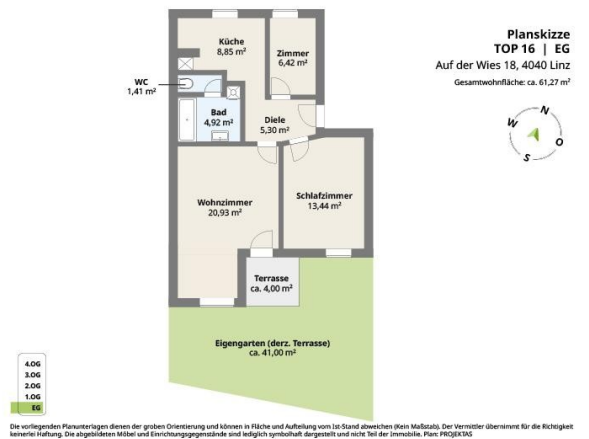 Planskizze
TOP 16 | EG
Auf der Wies 18, 4040 Linz
Gesamtwohnfläche: ca. 61,27 m²
N
W
O
S
Küche
8,85 m²
Zimmer
6,42 m²
WC
1,41 m²
Bad
4,92 m²
Diele
5,30 m²
Wohnzimmer
20,93 m²
Schlafzimmer
13,44 m²
Terrasse
ca. 4,00 m²
Eigengarten (derz. Terrasse)
ca. 41,00 m²
4.OG
3.OG
2.OG
1.OG
EG
Die vorliegenden Planunterlagen dienen der groben Orientierung und können in Fläche und Aufteilung vom Ist-Stand abweichen (Kein Maßstab). Der Vermittler übernimmt für die Richtigkeit
keinerlei Haftung. Die abgebildeten Möbel und Einrichtungsgegenstände sind lediglich symbolhaft dargestellt und nicht Teil der Immobilie. Plan: PROJEKTAS